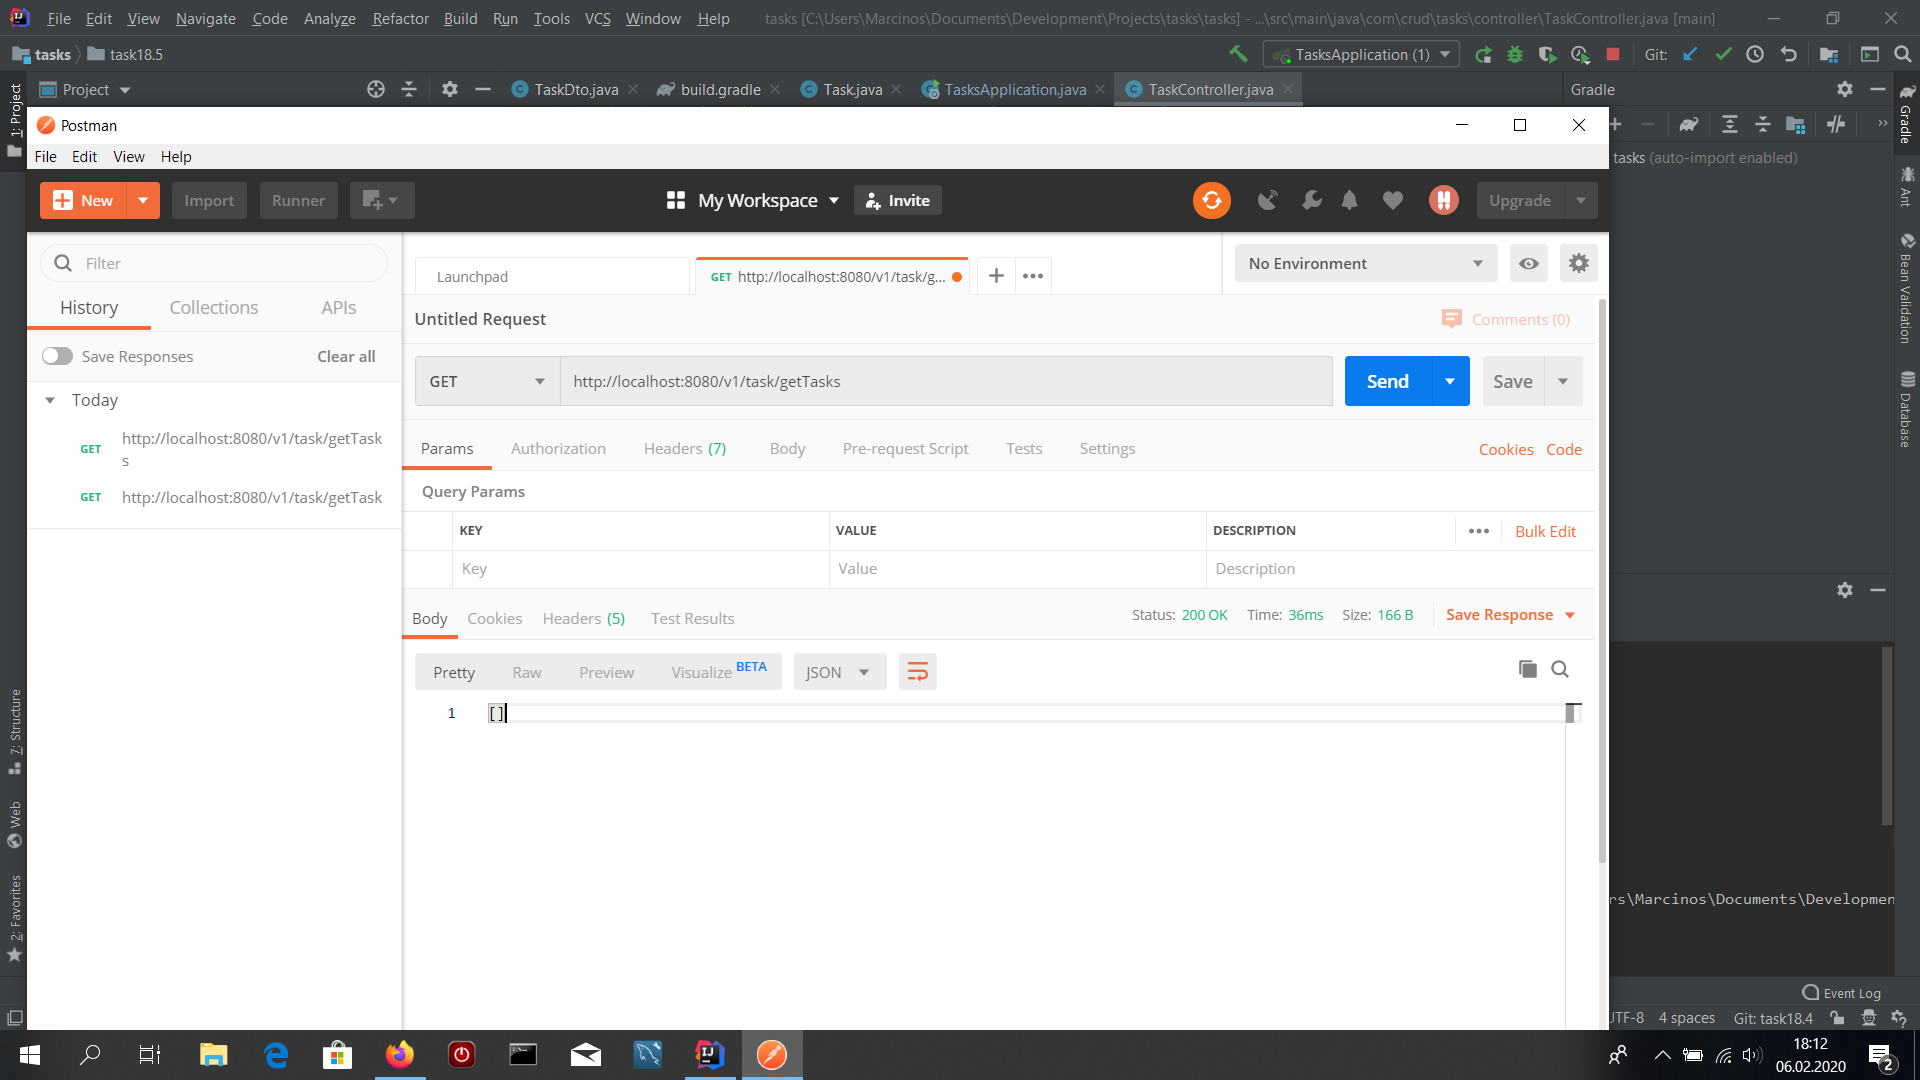 File Edit View Navigate Code Analyze Refactor Build Run Tools VCS Window Help tasks [C:\Users\Marcinos\Documents\Development\Projects\tasks\tasks] - ...\src\main\java\com\crud\tasks\controller\TaskController.java [main]
tasks task18.5 TasksApplication (1) Git:
Project TaskDto.java build.gradle Task.java TasksApplication.java TaskController.java Gradle
1: Project
Postman
File Edit View Help
tasks (auto-import enabled)
New Import Runner My Workspace Invite Upgrade
Filter
Launchpad GET http://localhost:8080/v1/task/g... No Environment
History Collections APIs
Untitled Request Comments (0)
Save Responses Clear all
GET http://localhost:8080/v1/task/getTasks Send Save
Today
GET http://localhost:8080/v1/task/getTask
s
GET http://localhost:8080/v1/task/getTask
Params Authorization Headers (7) Body Pre-request Script Tests Settings Cookies Code
Query Params
KEY VALUE DESCRIPTION Bulk Edit
Key Value Description
Body Cookies Headers (5) Test Results Status: 200 OK Time: 36ms Size: 166 B Save Response
Pretty Raw Preview Visualize BETA JSON
1 []
Gradle
Ant
Bean Validation
Database
7: Structure
Web
2: Favorites
rs\Marcinos\Documents\Developmen
Event Log
UTF-8 4 spaces Git: task18.4
18:12
06.02.2020
2